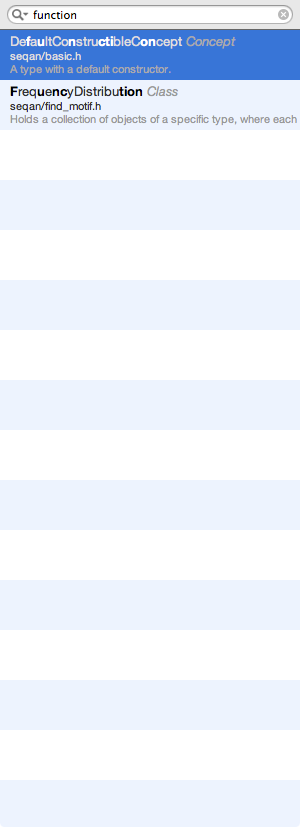 function
DefaultConstructibleConcept Concept
seqan/basic.h
A type with a default constructor.
FrequencyDistribution Class
seqan/find_motif.h
Holds a collection of objects of a specific type, where each